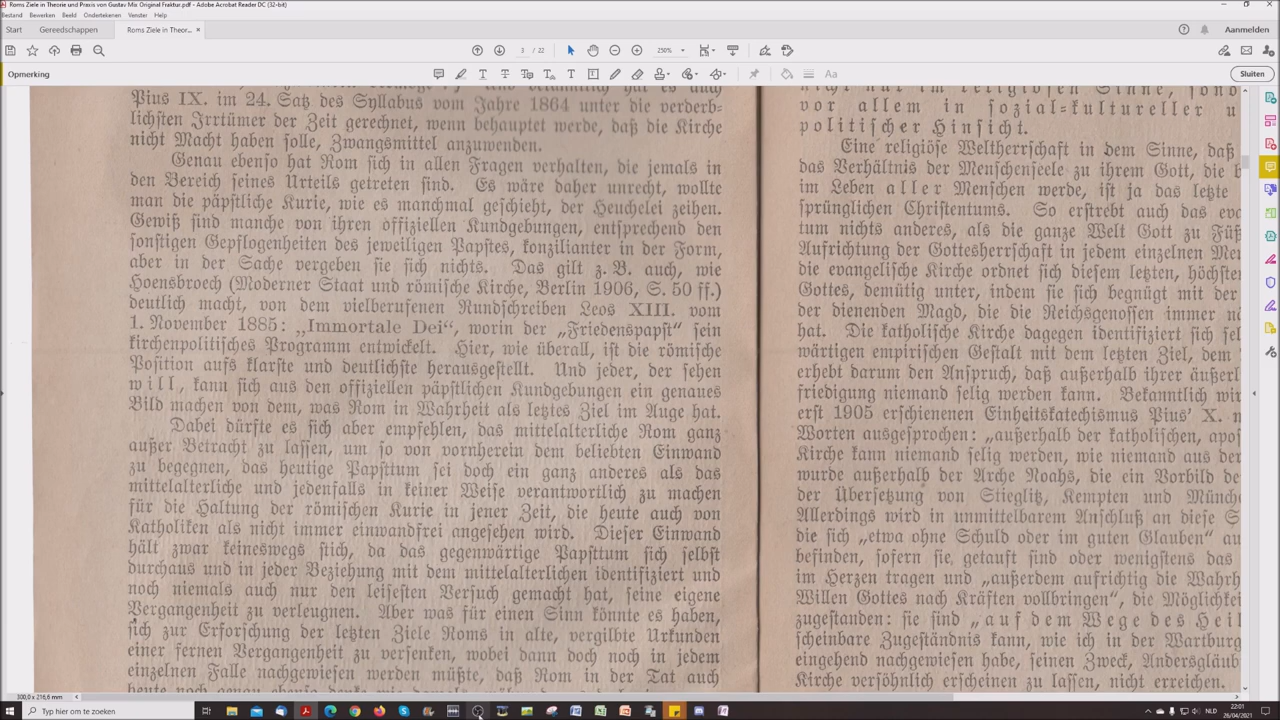 Roms Ziele in Theorie und Praxis von Gustav Mix Original Fraktur.pdf - Adobe Acrobat Reader DC (32-bit)
Bestand Bewerken Beeld Ondertekenen Venster Help
Start Gereedschappen Roms Ziele in Theor... × Aanmelden
3 / 22 250%
Opmerking Sluiten
Pius IX. im 24. Satz des Syllabus vom Jahre 1864 unter die verderb-
lichsten Irrtümer der Zeit gerechnet, wenn behauptet werde, daß die Kirche
nicht Macht haben solle, Zwangsmittel anzuwenden.
Genau ebenso hat Rom sich in allen Fragen verhalten, die jemals in
den Bereich seines Urteils getreten sind. Es wäre daher unrecht, wollte
man die päpstliche Kurie, wie es manchmal geschieht, der Heuchelei zeihen.
Gewiß sind manche von ihren offiziellen Kundgebungen, entsprechend den
sonstigen Gepflogenheiten des jeweiligen Papstes, konzilianter in der Form,
aber in der Sache vergeben sie sich nichts. Das gilt z. B. auch, wie
Hoensbroech (Moderner Staat und römische Kirche, Berlin 1906, S. 50 ff.)
deutlich macht, von dem vielberufenen Rundschreiben Leos XIII. vom
1. November 1885: „Immortale Dei“, worin der „Friedenspapst“ sein
kirchenpolitisches Programm entwickelt. Hier, wie überall, ist die römische
Position aufs klarste und deutlichste herausgestellt. Und jeder, der sehen
will, kann sich aus den offiziellen päpstlichen Kundgebungen ein genaues
Bild machen von dem, was Rom in Wahrheit als letztes Ziel im Auge hat.
Dabei dürfte es sich aber empfehlen, das mittelalterliche Rom ganz
außer Betracht zu lassen, um so von vornherein dem beliebten Einwand
zu begegnen, das heutige Papsttum sei doch ein ganz anderes als das
mittelalterliche und jedenfalls in keiner Weise verantwortlich zu machen
für die Haltung der römischen Kurie in jener Zeit, die heute auch von
Katholiken als nicht immer einwandfrei angesehen wird. Dieser Einwand
hält zwar keineswegs stich, da das gegenwärtige Papsttum sich selbst
durchaus und in jeder Beziehung mit dem mittelalterlichen identifiziert und
noch niemals auch nur den leisesten Versuch gemacht hat, seine eigene
Vergangenheit zu verleugnen. Aber was für einen Sinn könnte es haben,
sich zur Erforschung der letzten Ziele Roms in alte, vergilbte Urkunden
einer fernen Vergangenheit zu versenken, wobei dann doch noch in jedem
einzelnen Falle nachgewiesen werden müßte, daß Rom in der Tat auch
vor allem in sozial-kultureller u
politischer Hinsicht.
Eine religiöse Weltherrschaft in dem Sinne, daß
das Verhältnis der Menschenseele zu ihrem Gott, die b
im Leben aller Menschen werde, ist ja das letzte
sprünglichen Christentums. So erstrebt auch das eva
tum nichts anderes, als die ganze Welt Gott zu Füß
Aufrichtung der Gottesherrschaft in jedem einzelnen Me
die evangelische Kirche ordnet sich diesem letzten, höchste
Gottes, demütig unter, indem sie sich begnügt mit der
der dienenden Magd, die die Reichsgenossen immer n
hat. Die katholische Kirche dagegen identifiziert sich sel
wärtigen empirischen Gestalt mit dem letzten Ziel, dem
erhebt darum den Anspruch, daß außerhalb ihrer äußerl
friedigung niemand selig werden kann. Bekanntlich wir
erst 1905 erschienenen Einheitskatechismus Pius’ X. m
Worten ausgesprochen: „außerhalb der katholischen, apos
Kirche kann niemand selig werden, wie niemand aus de
wurde außerhalb der Arche Noahs, die ein Vorbild de
der Übersetzung von Stieglitz, Kempten und Münch
Allerdings wird in unmittelbarem Anschluß an diese S
die sich „etwa ohne Schuld oder im guten Glauben“ au
befinden, sofern sie getauft sind oder wenigstens das
im Herzen tragen und „außerdem aufrichtig die Wahrh
Willen Gottes nach Kräften vollbringen“, die Möglichkei
zugestanden: sie sind „auf dem Wege des Heil
scheinbare Zugeständnis kann, wie ich in der Wartburg
eingehend nachgewiesen habe, seinen Zweck, Andersgläub
Kirche versöhnlich erscheinen zu lassen, nicht erreichen.
300,0 x 216,6 mm
Typ hier om te zoeken NLD 22:01
26/04/2021